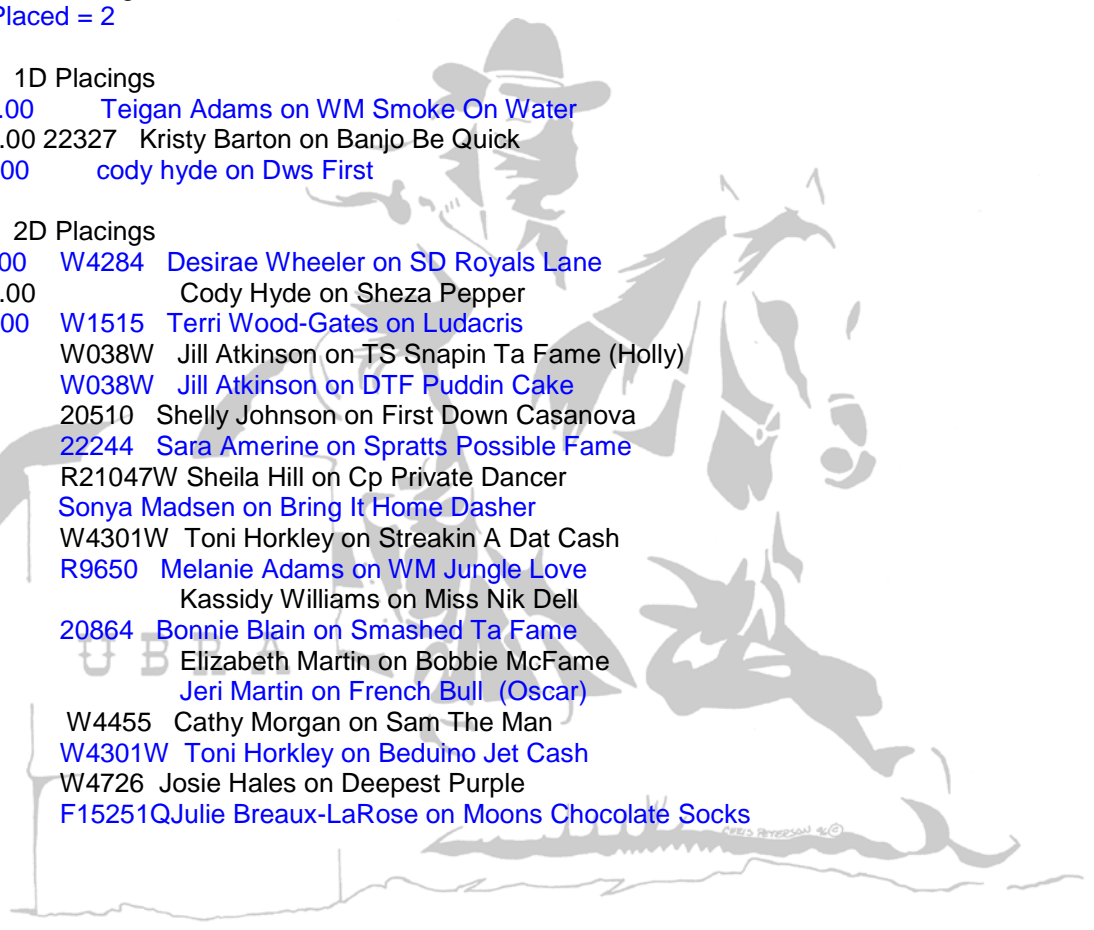 Placed = 2
1D Placings
.00 Teigan Adams on WM Smoke On Water
.00 22327 Kristy Barton on Banjo Be Quick
00 cody hyde on Dws First
2D Placings
00 W4284 Desirae Wheeler on SD Royals Lane
.00 Cody Hyde on Sheza Pepper
00 W1515 Terri Wood-Gates on Ludacris
W038W Jill Atkinson on TS Snapin Ta Fame (Holly)
W038W Jill Atkinson on DTF Puddin Cake
20510 Shelly Johnson on First Down Casanova
22244 Sara Amerine on Spratts Possible Fame
R21047W Sheila Hill on Cp Private Dancer
Sonya Madsen on Bring It Home Dasher
W4301W Toni Horkley on Streakin A Dat Cash
R9650 Melanie Adams on WM Jungle Love
Kassidy Williams on Miss Nik Dell
20864 Bonnie Blain on Smashed Ta Fame
UBRA
Elizabeth Martin on Bobbie McFame
Jeri Martin on French Bull (Oscar)
W4455 Cathy Morgan on Sam The Man
W4301W Toni Horkley on Beduino Jet Cash
W4726 Josie Hales on Deepest Purple
F15251QJulie Breaux-LaRose on Moons Chocolate Socks
CHRIS PETERSON 96©